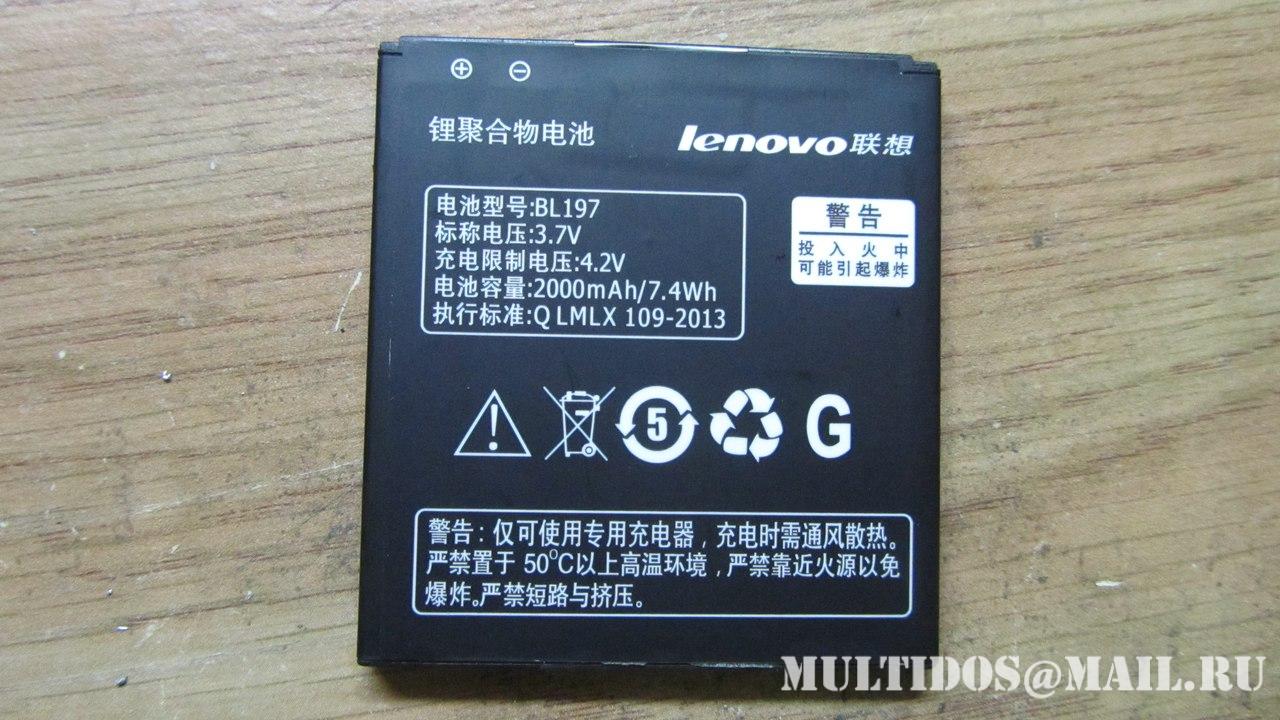 锂聚合物电池
lenovo联想
电池型号:BL197
标称电压:3.7V
充电限制电压:4.2V
电池容量:2000mAh/7.4Wh
执行标准:Q LMLX 109-2013
警告
投入火中
可能引起爆炸
5
G
警告：仅可使用专用充电器，充电时需通风散热。
严禁置于 50°C以上高温环境，严禁靠近火源以免
爆炸。严禁短路与挤压。
MULTIDOS@MAIL.RU